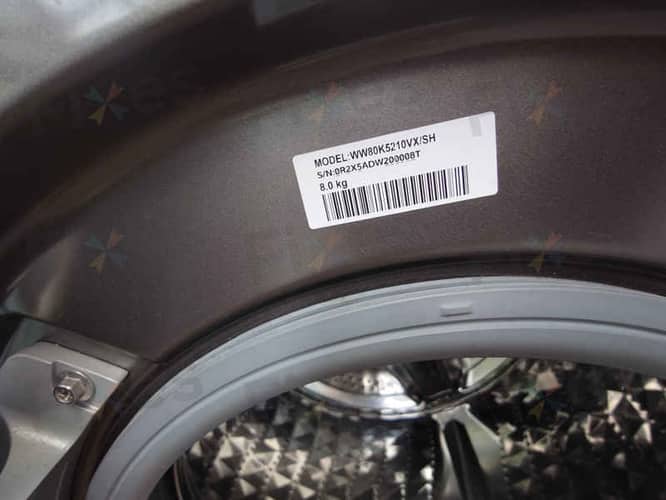 MODEL:WW80K5210VX/SH
S/N:0R2X5ADW200008T
8.0 kg